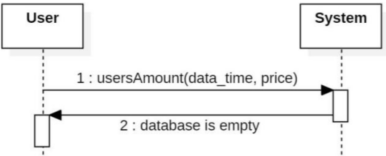 User
System
1 : usersAmount(data_time, price)
2 : database is empty